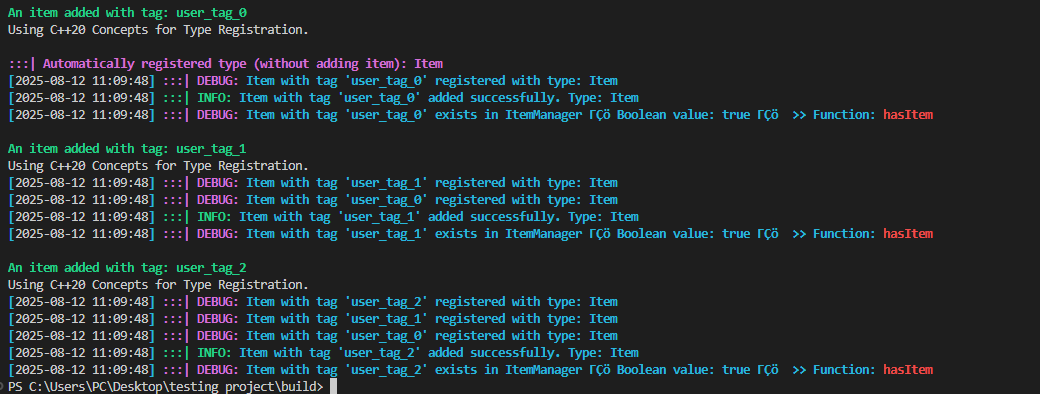 An item added with tag: user_tag_0
Using C++20 Concepts for Type Registration.
:::| Automatically registered type (without adding item): Item
[2025-08-12 11:09:48] :::| DEBUG: Item with tag 'user_tag_0' registered with type: Item
[2025-08-12 11:09:48] :::| INFO: Item with tag 'user_tag_0' added successfully. Type: Item
[2025-08-12 11:09:48] :::| DEBUG: Item with tag 'user_tag_0' exists in ItemManager ΓÇö Boolean value: true ΓÇö  >> Function: hasItem
An item added with tag: user_tag_1
Using C++20 Concepts for Type Registration.
[2025-08-12 11:09:48] :::| DEBUG: Item with tag 'user_tag_1' registered with type: Item
[2025-08-12 11:09:48] :::| DEBUG: Item with tag 'user_tag_0' registered with type: Item
[2025-08-12 11:09:48] :::| INFO: Item with tag 'user_tag_1' added successfully. Type: Item
[2025-08-12 11:09:48] :::| DEBUG: Item with tag 'user_tag_1' exists in ItemManager ΓÇö Boolean value: true ΓÇö  >> Function: hasItem
An item added with tag: user_tag_2
Using C++20 Concepts for Type Registration.
[2025-08-12 11:09:48] :::| DEBUG: Item with tag 'user_tag_2' registered with type: Item
[2025-08-12 11:09:48] :::| DEBUG: Item with tag 'user_tag_1' registered with type: Item
[2025-08-12 11:09:48] :::| DEBUG: Item with tag 'user_tag_0' registered with type: Item
[2025-08-12 11:09:48] :::| INFO: Item with tag 'user_tag_2' added successfully. Type: Item
[2025-08-12 11:09:48] :::| DEBUG: Item with tag 'user_tag_2' exists in ItemManager ΓÇö Boolean value: true ΓÇö  >> Function: hasItem
PS C:\Users\PC\Desktop\testing project\build>